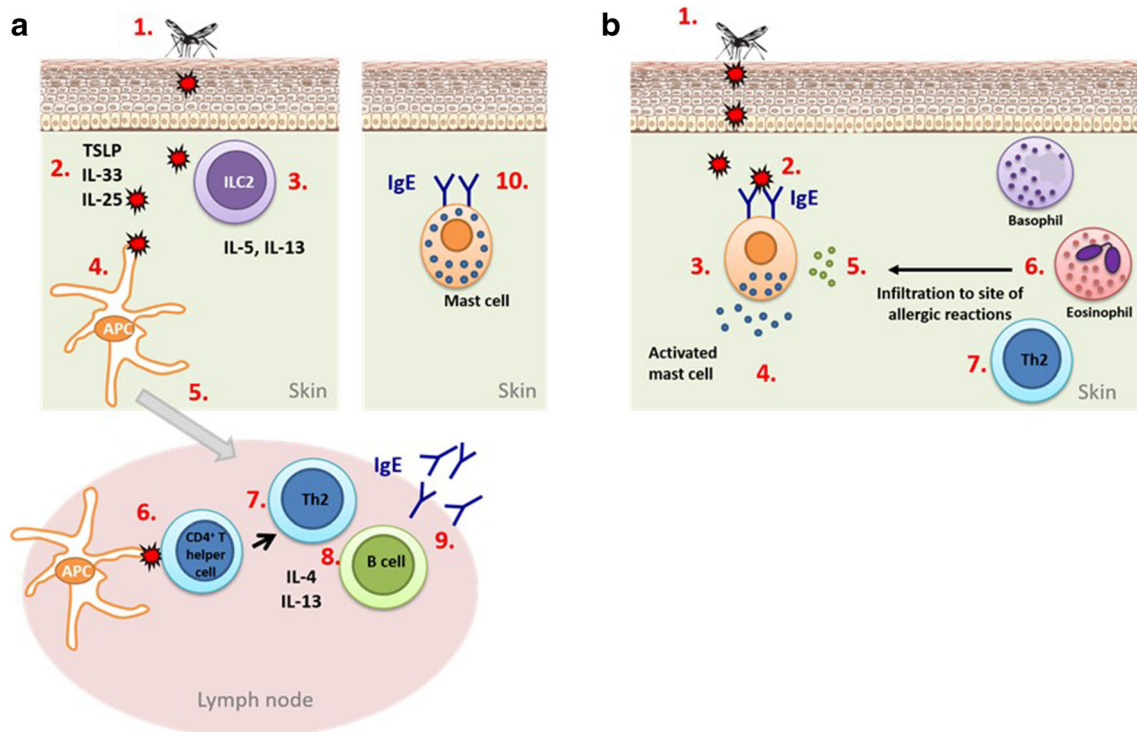 a
1.
2.
TSLP
IL-33
IL-25
ILC2
3.
IL-5, IL-13
4.
APC
5.
Skin
IgE
10.
Mast cell
Skin
6.
APC
CD4⁺ T
helper
cell
7.
Th2
IL-4
IL-13
8.
B cell
IgE
9.
Lymph node
b
1.
2.
IgE
3.
Activated
mast cell
4.
5.
Infiltration to site of
allergic reactions
Basophil
6.
Eosinophil
7.
Th2
Skin